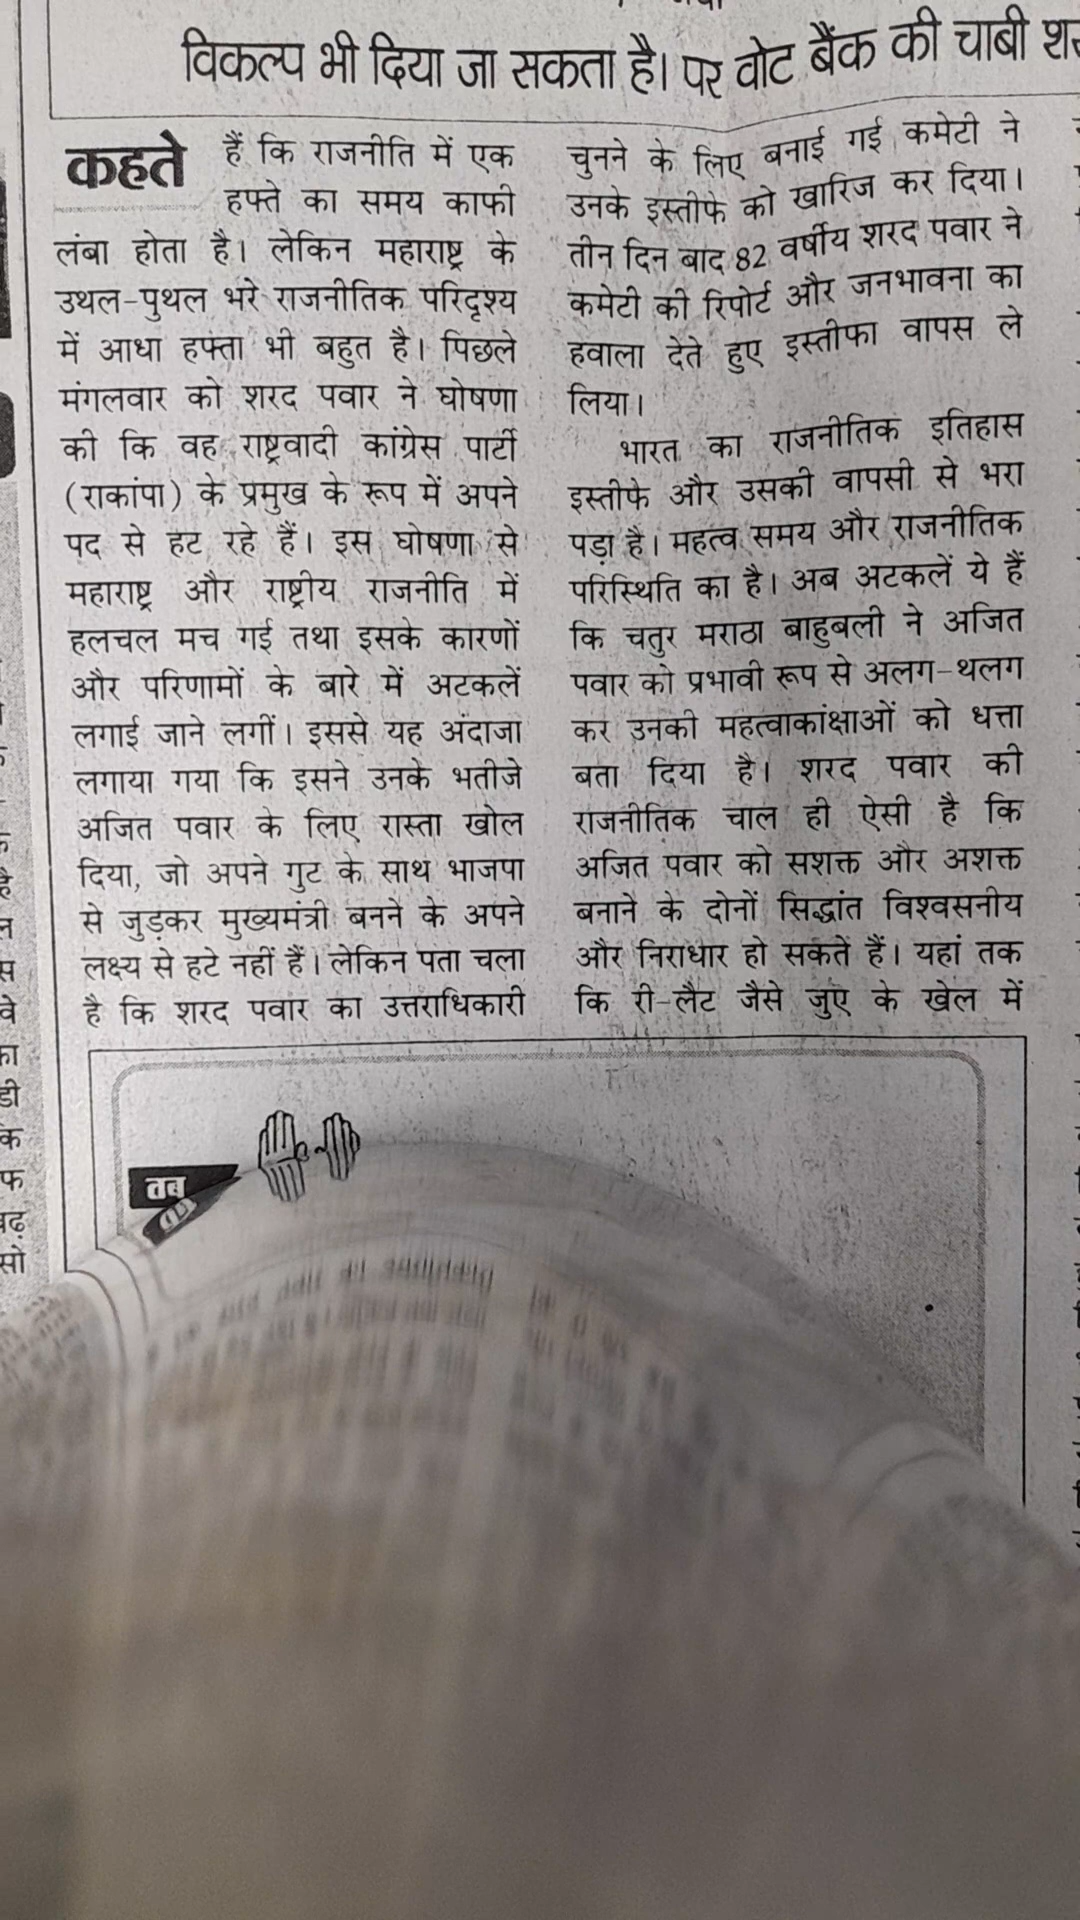 विकल्प भी दिया जा सकता है। पर वोट बैंक की चाबी
कहते हैं कि राजनीति में एक
हफ्ते का समय काफी
लंबा होता है। लेकिन महाराष्ट्र के
उथल-पुथल भरे राजनीतिक परिदृश्य
में आधा हफ्ता भी बहुत है। पिछले
मंगलवार को शरद पवार ने घोषणा
की कि वह राष्ट्रवादी कांग्रेस पार्टी
(राकांपा) के प्रमुख के रूप में अपने
पद से हट रहे हैं। इस घोषणा से
महाराष्ट्र और राष्ट्रीय राजनीति में
हलचल मच गई तथा इसके कारणों
और परिणामों के बारे में अटकलें
लगाई जाने लगीं। इससे यह अंदाजा
लगाया गया कि इसने उनके भतीजे
अजित पवार के लिए रास्ता खोल
दिया, जो अपने गुट के साथ भाजपा
से जुड़कर मुख्यमंत्री बनने के अपने
लक्ष्य से हटे नहीं हैं। लेकिन पता चला
है कि शरद पवार का उत्तराधिकारी
चुनने के लिए बनाई गई कमेटी ने
उनके इस्तीफे को खारिज कर दिया।
तीन दिन बाद 82 वर्षीय शरद पवार ने
कमेटी की रिपोर्ट और जनभावना का
हवाला देते हुए इस्तीफा वापस ले
लिया।
भारत का राजनीतिक इतिहास
इस्तीफे और उसकी वापसी से भरा
पड़ा है। महत्व समय और राजनीतिक
परिस्थिति का है। अब अटकलें ये हैं
कि चतुर मराठा बाहुबली ने अजित
पवार को प्रभावी रूप से अलग-थलग
कर उनकी महत्वाकांक्षाओं को धत्ता
बता दिया है। शरद पवार की
राजनीतिक चाल ही ऐसी है कि
अजित पवार को सशक्त और अशक्त
बनाने के दोनों सिद्धांत विश्वसनीय
और निराधार हो सकते हैं। यहां तक
कि री-लैट जैसे जुए के खेल में
तब